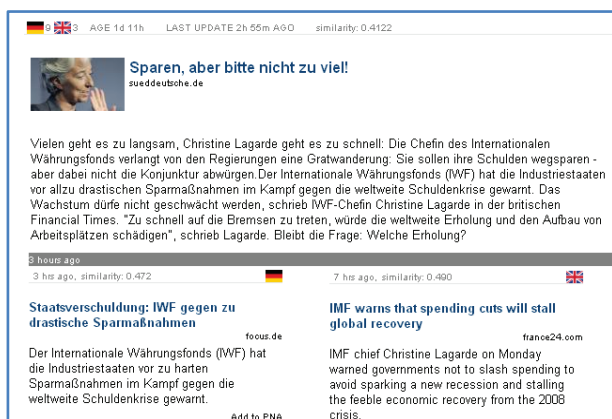 9 3 AGE 1d 11h LAST UPDATE 2h 55m AGO similarity: 0.4122
Sparen, aber bitte nicht zu viel!
sueddeutsche.de
Vielen geht es zu langsam, Christine Lagarde geht es zu schnell: Die Chefin des Internationalen
Währungsfonds verlangt von den Regierungen eine Gratwanderung: Sie sollen ihre Schulden wegsparen -
aber dabei nicht die Konjunktur abwürgen.Der Internationale Währungsfonds (IWF) hat die Industriestaaten
vor allzu drastischen Sparmaßnahmen im Kampf gegen die weltweite Schuldenkrise gewarnt. Das
Wachstum dürfe nicht geschwächt werden, schrieb IWF-Chefin Christine Lagarde in der britischen
Financial Times. "Zu schnell auf die Bremsen zu treten, würde die weltweite Erholung und den Aufbau von
Arbeitsplätzen schädigen", schrieb Lagarde. Bleibt die Frage: Welche Erholung?
3 hours ago
3 hrs ago, similarity: 0.472
Staatsverschuldung: IWF gegen zu
drastische Sparmaßnahmen
focus.de
Der Internationale Währungsfonds (IWF) hat
die Industriestaaten vor zu harten
Sparmaßnahmen im Kampf gegen die
weltweite Schuldenkrise gewarnt.
Add to PNA
7 hrs ago, similarity: 0.490
IMF warns that spending cuts will stall
global recovery
france24.com
IMF chief Christine Lagarde on Monday
warned governments not to slash spending to
avoid sparking a new recession and stalling
the feeble economic recovery from the 2008
crisis.